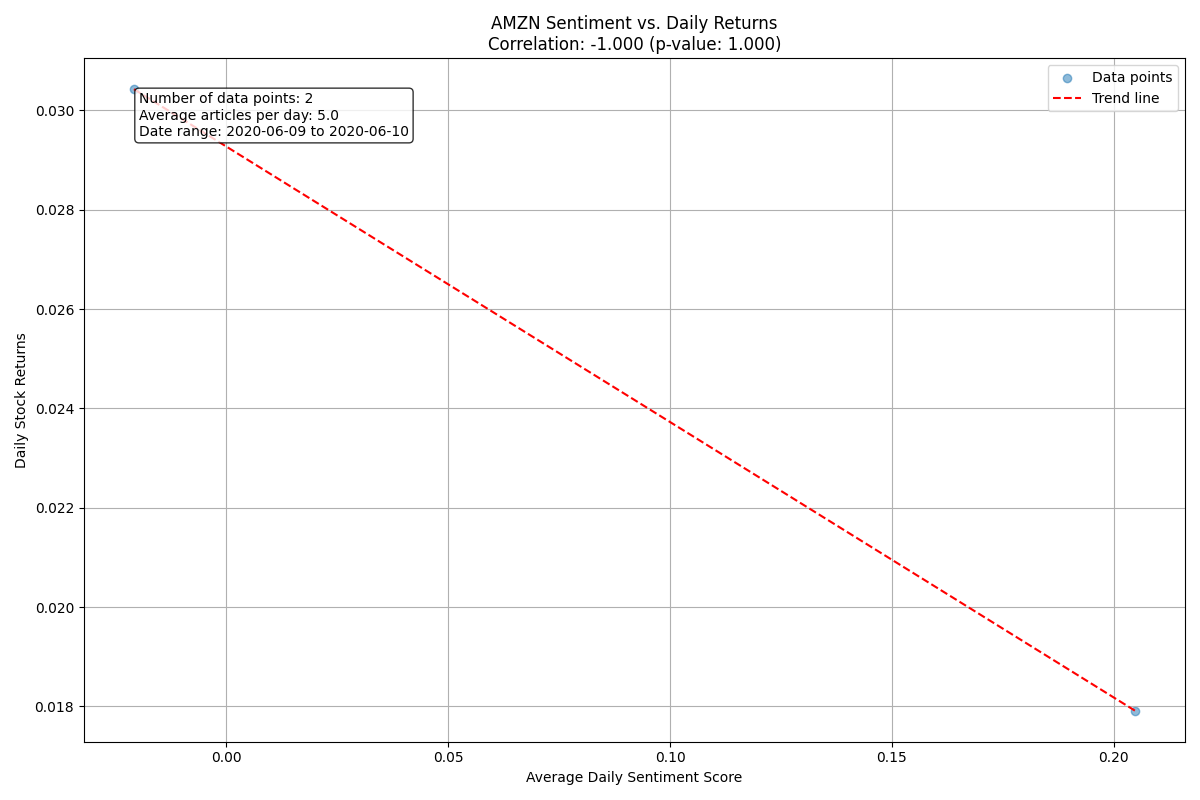 AMZN Sentiment vs. Daily Returns
Correlation: -1.000 (p-value: 1.000)
Data points
Trend line
Number of data points: 2
Average articles per day: 5.0
Date range: 2020-06-09 to 2020-06-10
Daily Stock Returns
0.030
0.028
0.026
0.024
0.022
0.020
0.018
0.00 0.05 0.10 0.15 0.20
Average Daily Sentiment Score